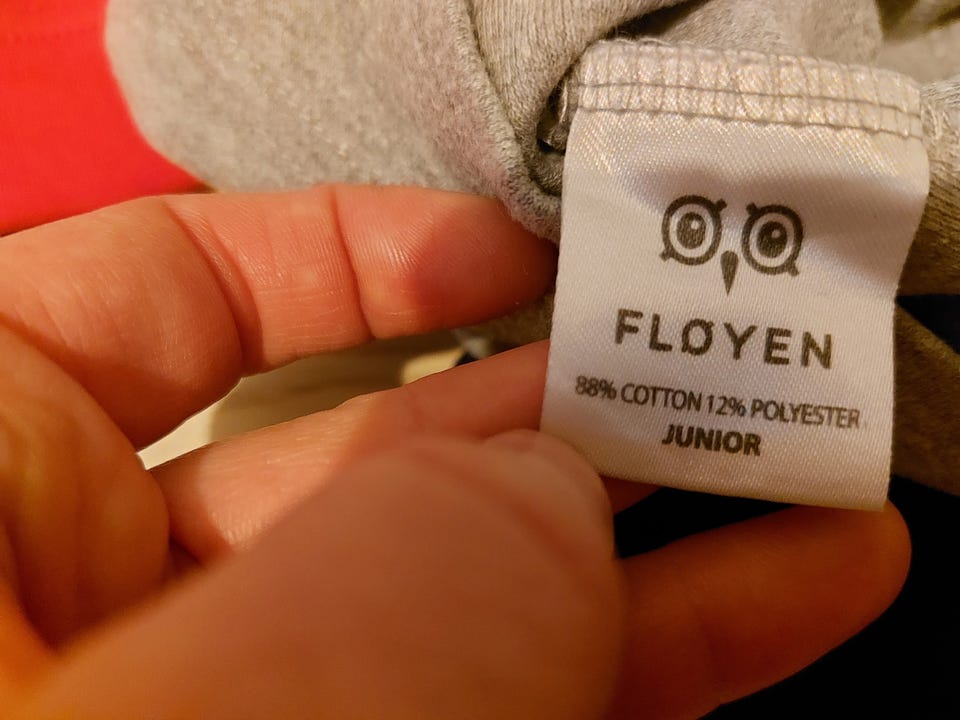 FLØYEN
88% COTTON 12% POLYESTER
JUNIOR